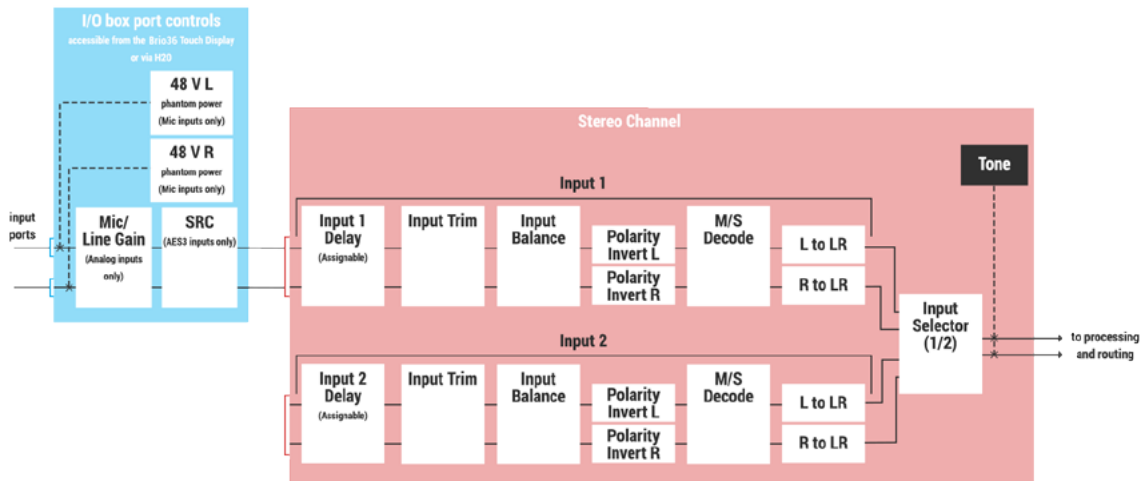 I/O box port controls
accessible from the Brio36 Touch Display
or via H2O
48 V L
phantom power
(Mic inputs only)
48 V R
phantom power
(Mic inputs only)
input
ports
Mic/
Line Gain
(Analog inputs
only)
SRC
(AES3 inputs only)
Stereo Channel
Tone
Input 1
Input 1
Delay
(Assignable)
Input Trim
Input
Balance
Polarity
Invert L
Polarity
Invert R
M/S
Decode
L to LR
R to LR
Input
Selector
(1/2)
to processing
and routing
Input 2
Input 2
Delay
(Assignable)
Input Trim
Input
Balance
Polarity
Invert L
Polarity
Invert R
M/S
Decode
L to LR
R to LR